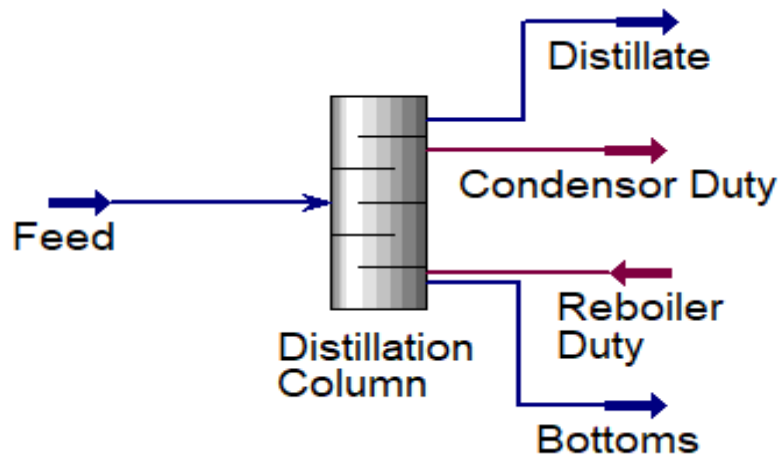 Distillate
Condensor Duty
Feed
Reboiler
Duty
Distillation
Column
Bottoms